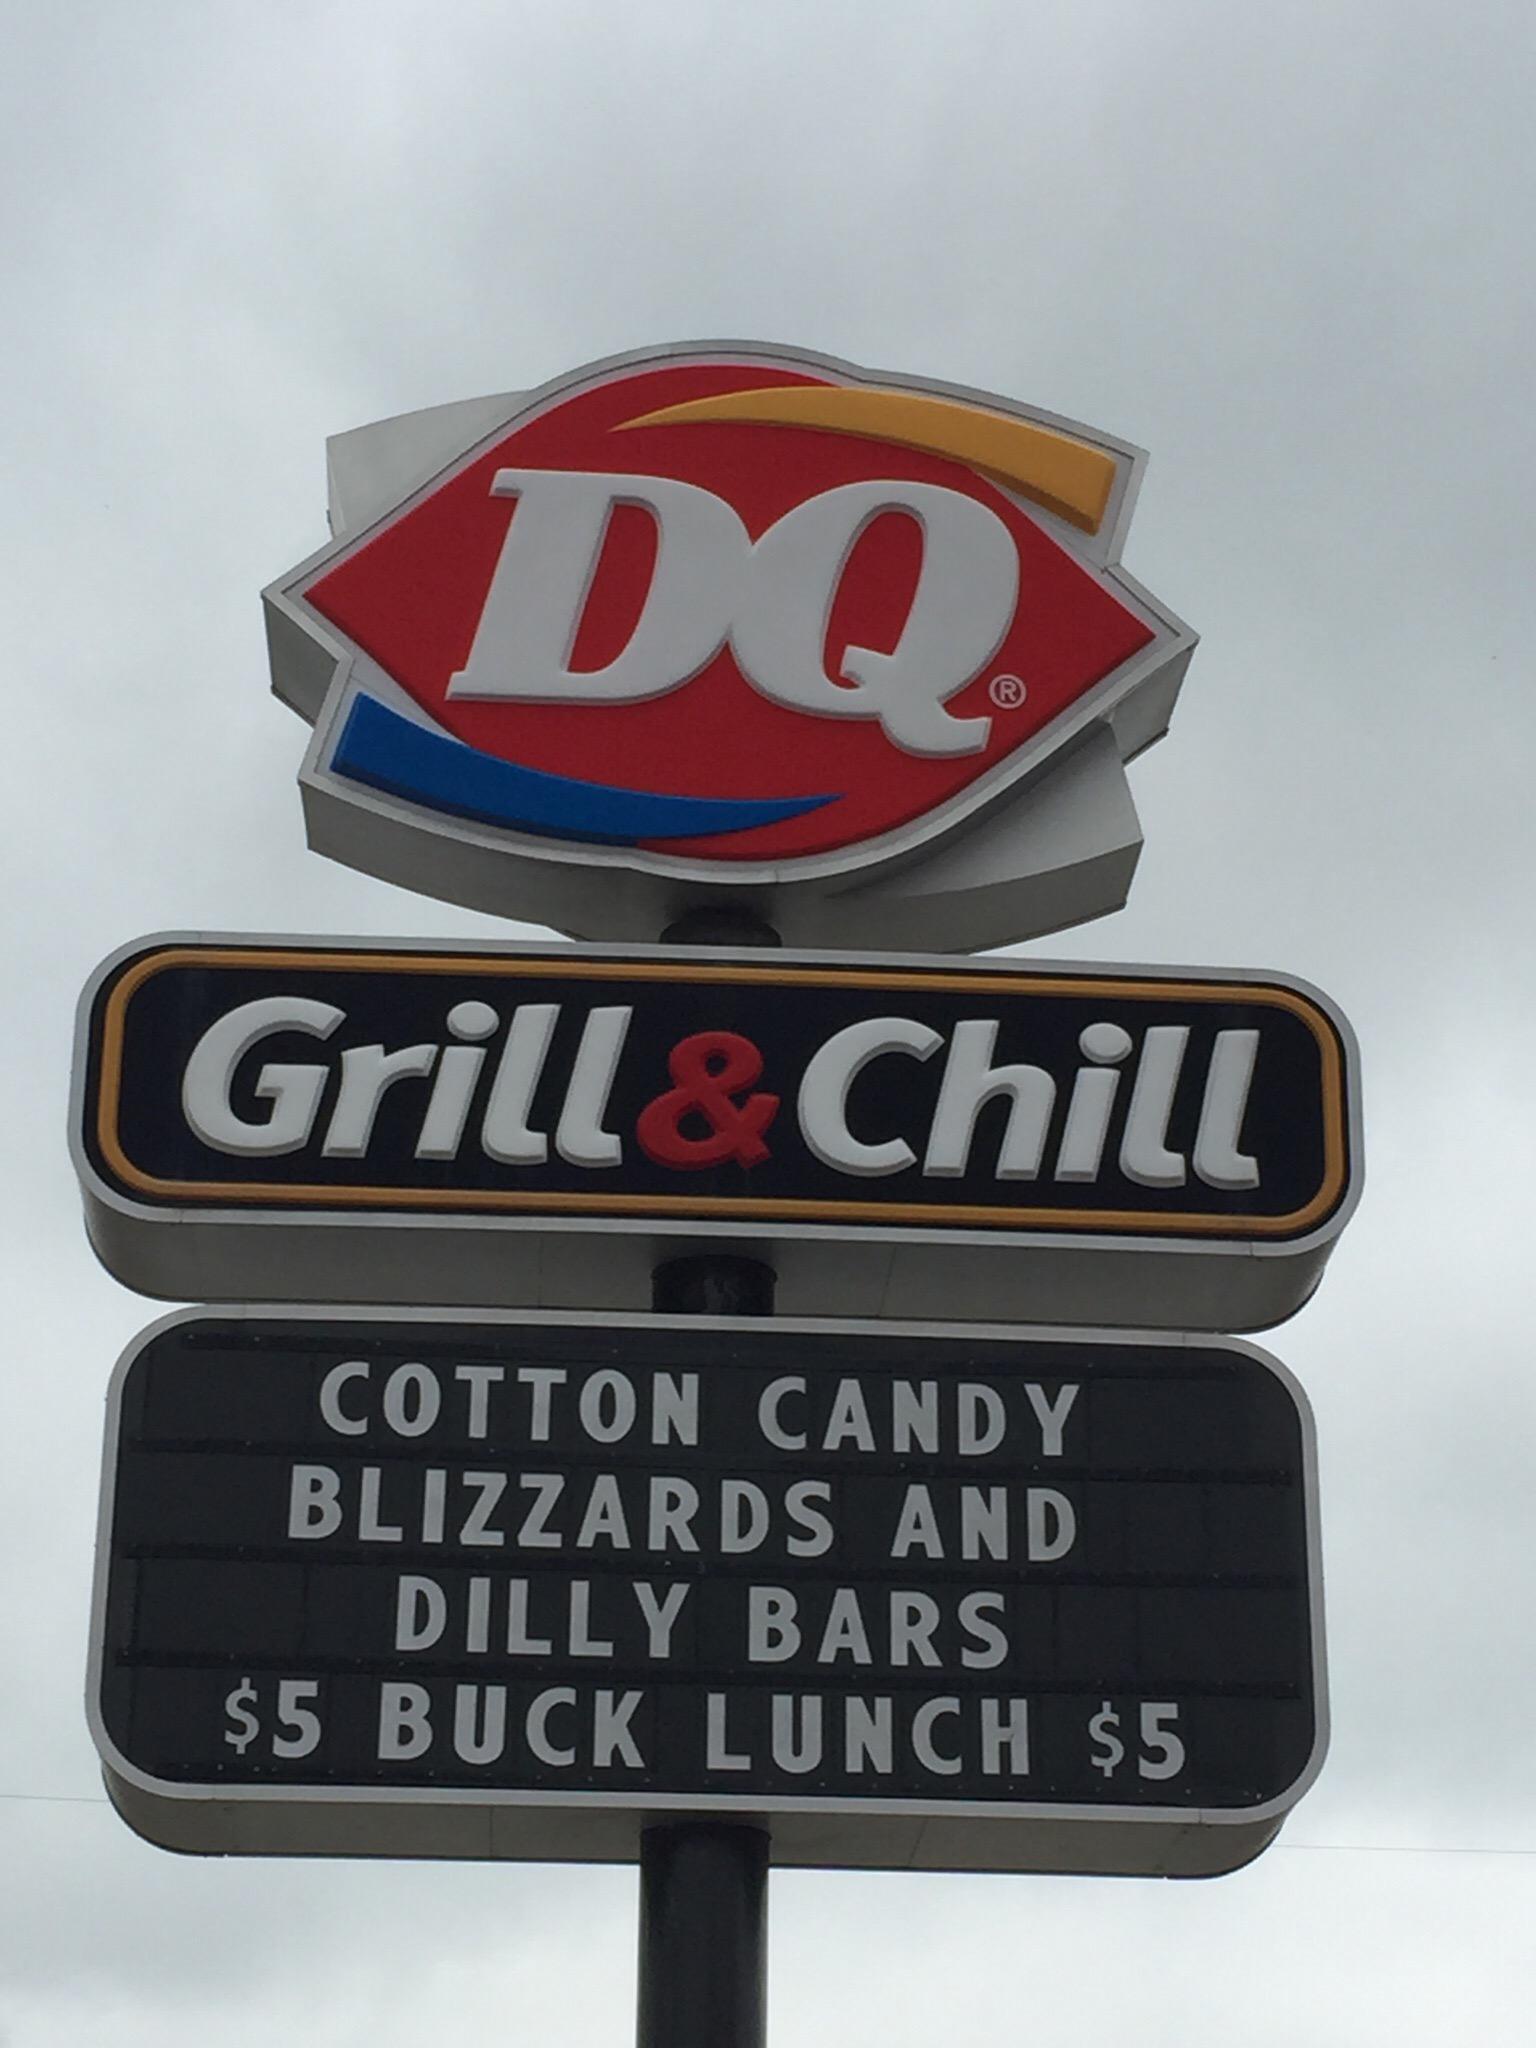 DQ®
Grill & Chill
COTTON CANDY
BLIZZARDS AND
DILLY BARS
$5 BUCK LUNCH $5